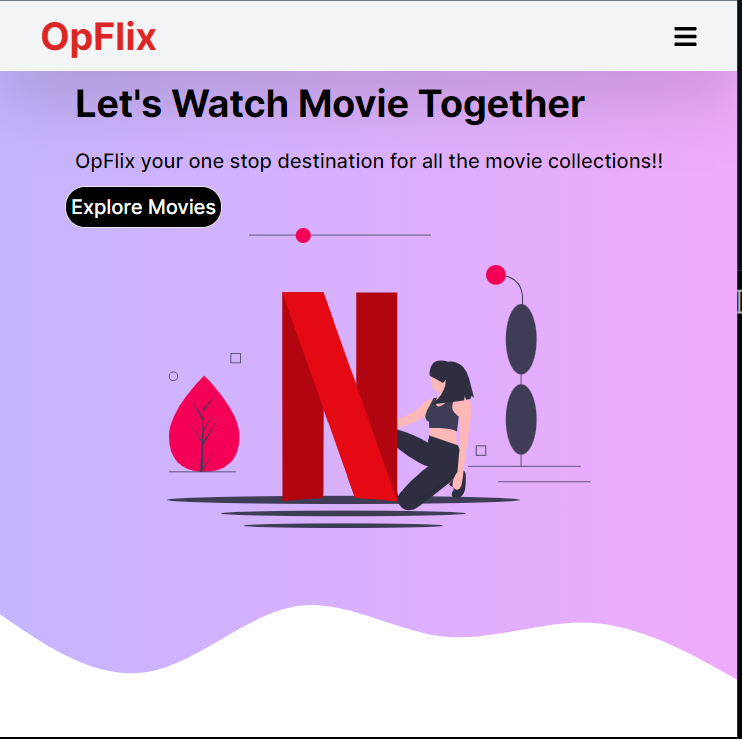 OpFlix
Let's Watch Movie Together
OpFlix your one stop destination for all the movie collections!!
Explore Movies
N